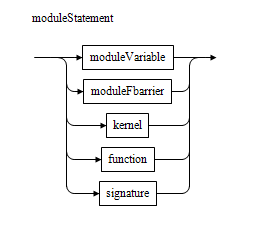 moduleStatement
moduleVariable
moduleFbarrier
kernel
function
signature